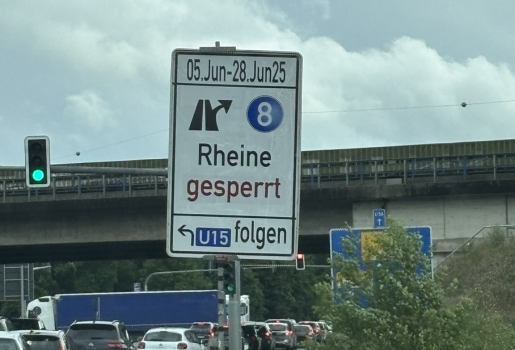 05.Jun-28.Jun25
8
Rheine
gesperrt
U15 folgen